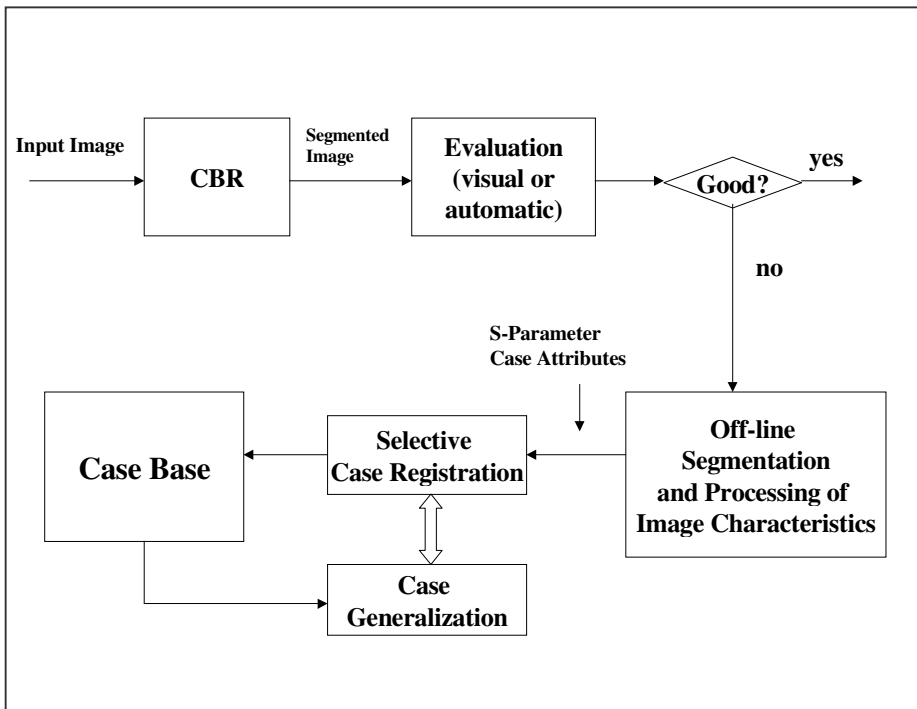 Input Image
CBR
Segmented
Image
Evaluation
(visual or
automatic)
Good?
yes
no
S-Parameter
Case Attributes
Case Base
Selective
Case Registration
Off-line
Segmentation
and Processing of
Image Characteristics
Case
Generalization